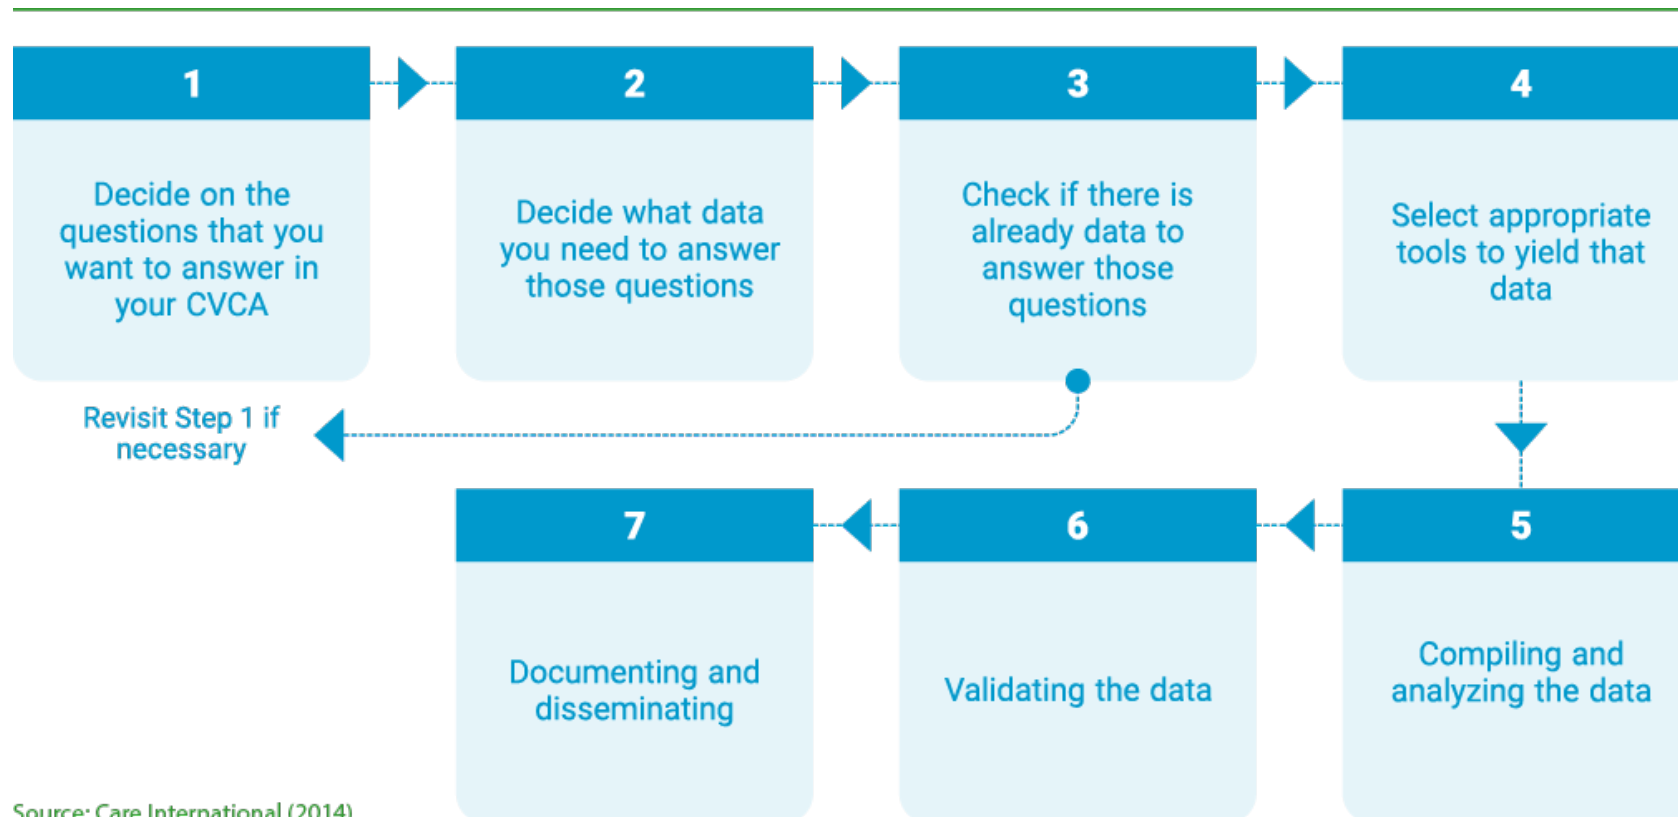 1
Decide on the
questions that you
want to answer in
your CVCA
2
Decide what data
you need to answer
those questions
3
Check if there is
already data to
answer those
questions
4
Select appropriate
tools to yield that
data
Revisit Step 1 if
necessary
5
Compiling and
analyzing the data
6
Validating the data
7
Documenting and
disseminating
Source: Care International (2014)